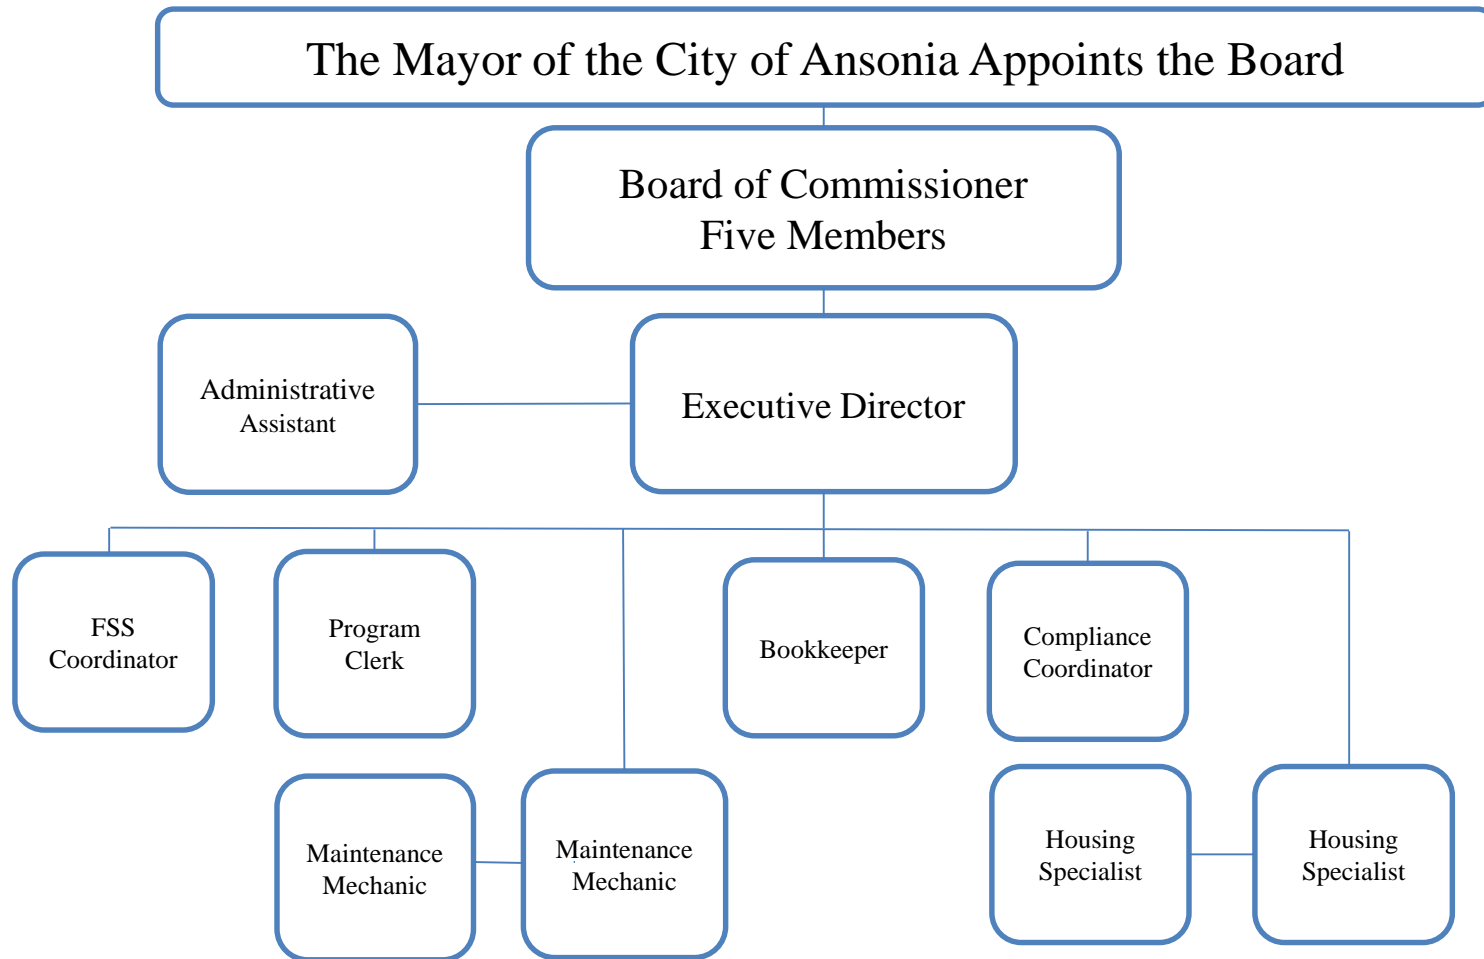 The Mayor of the City of Ansonia Appoints the Board
Board of Commissioner
Five Members
Administrative
Assistant
Executive Director
FSS
Coordinator
Program
Clerk
Bookkeeper
Compliance
Coordinator
Maintenance
Mechanic
Maintenance
Mechanic
Housing
Specialist
Housing
Specialist